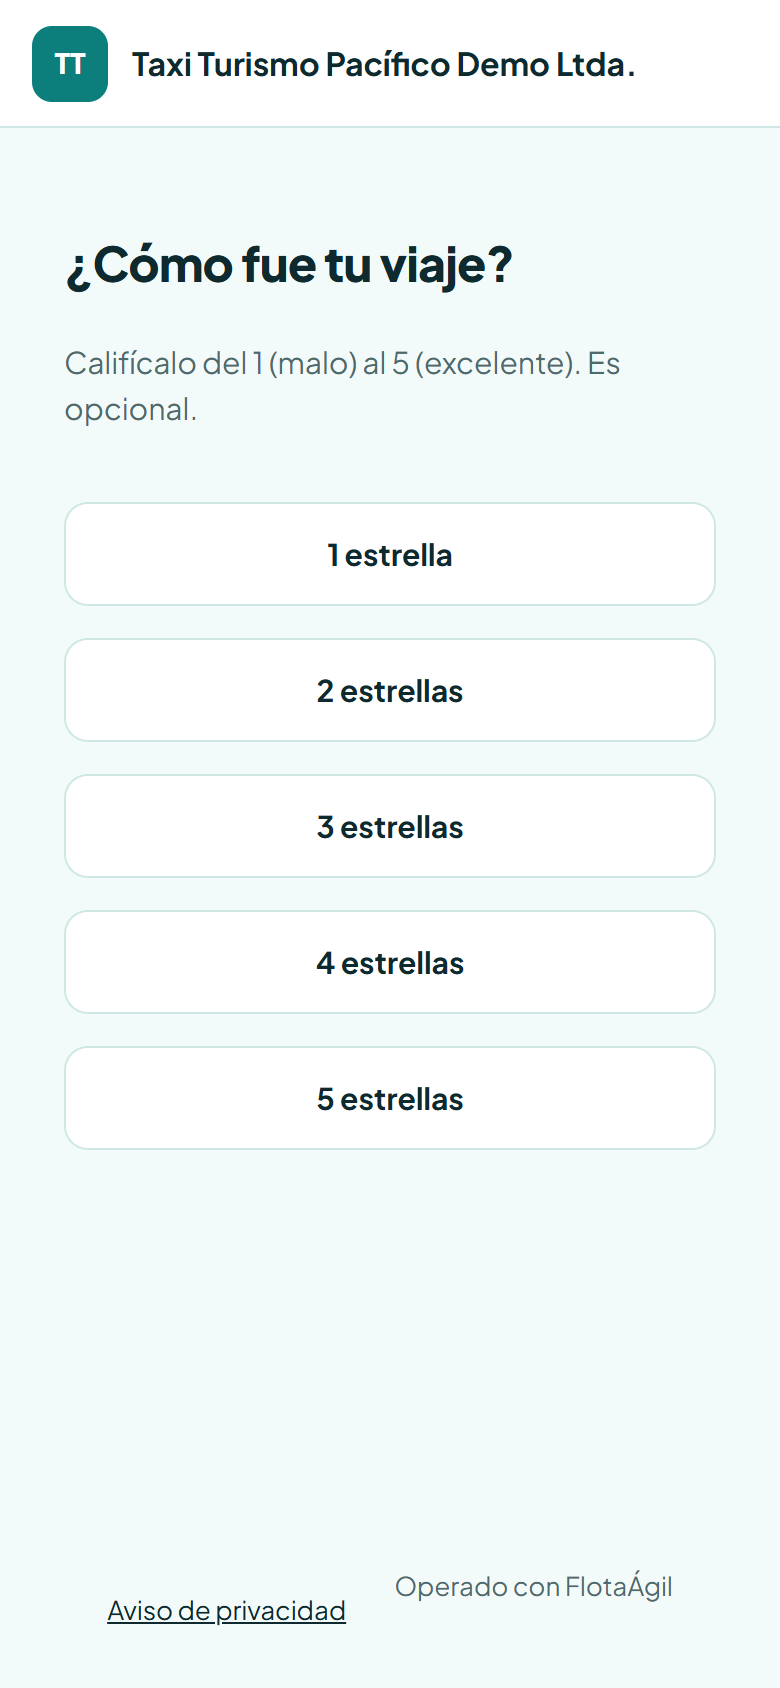 TT
Taxi Turismo Pacífico Demo Ltda.
¿Cómo fue tu viaje?
Califícalo del 1 (malo) al 5 (excelente). Es
opcional.
1 estrella
2 estrellas
3 estrellas
4 estrellas
5 estrellas
Aviso de privacidad
Operado con FlotaÁgil